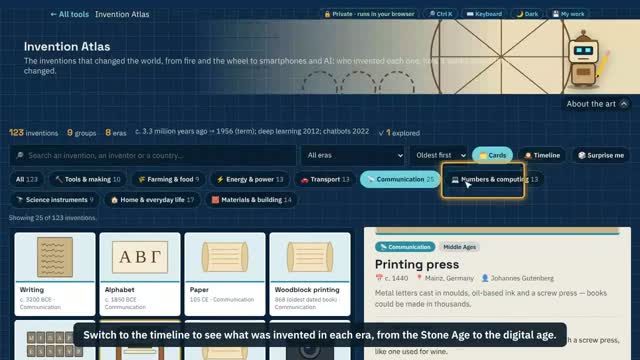 ← All tools Invention Atlas
Private · runs in your browser
Ctrl K
Keyboard
Dark
My work
Invention Atlas
The inventions that changed the world, from fire and the wheel to smartphones and AI: who invented each one,
changed.
About the art
123 inventions 9 groups 8 eras c. 3.3 million years ago → 1956 (term); deep learning 2012; chatbots 2022 ✓ 1 explored
Search an invention, an inventor or a country...
All eras
Oldest first
Cards
Timeline
Surprise me
All 123
Tools & making 10
Farming & food 9
Energy & power 13
Transport 13
Communication 25
Numbers & computing 13
Science instruments 9
Home & everyday life 17
Materials & building 14
Showing 25 of 123 inventions.
Writing
c. 3200 BCE · Communication
ΑΒΓ
Alphabet
c. 1850 BCE · Communication
Paper
105 CE · Communication
Woodblock printing
868 (oldest dated book) · Communication
Communication
Middle Ages
Printing press
c. 1440 Mainz, Germany Johannes Gutenberg
Metal letters cast in moulds, oil-based ink and a screw press — books could be made in thousands.
like one used for wine.
Switch to the timeline to see what was invented in each era, from the Stone Age to the digital age.